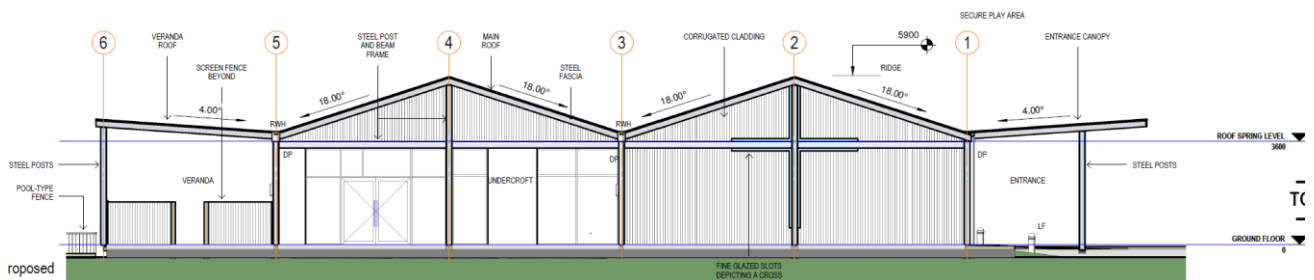 SECURE PLAY AREA
6
VERANDA
ROOF
5
STEEL POST
AND BEAM
FRAME
4
MAIN
ROOF
3
CORRUGATED CLADDING
2
5900
1
ENTRANCE CANOPY
SCREEN FENCE
BEYOND
STEEL
FASCIA
RIDGE
4.00°
18.00°
18.00°
18.00°
18.00°
4.00°
RWH
RWH
ROOF SPRING LEVEL
3600
DP
DP
DP
STEEL POSTS
STEEL POSTS
VERANDA
UNDERCROFT
ENTRANCE
POOL-TYPE
FENCE
TO
LF
GROUND FLOOR
0
roposed
FINE GLAZED SLOTS
DEPICTING A CROSS